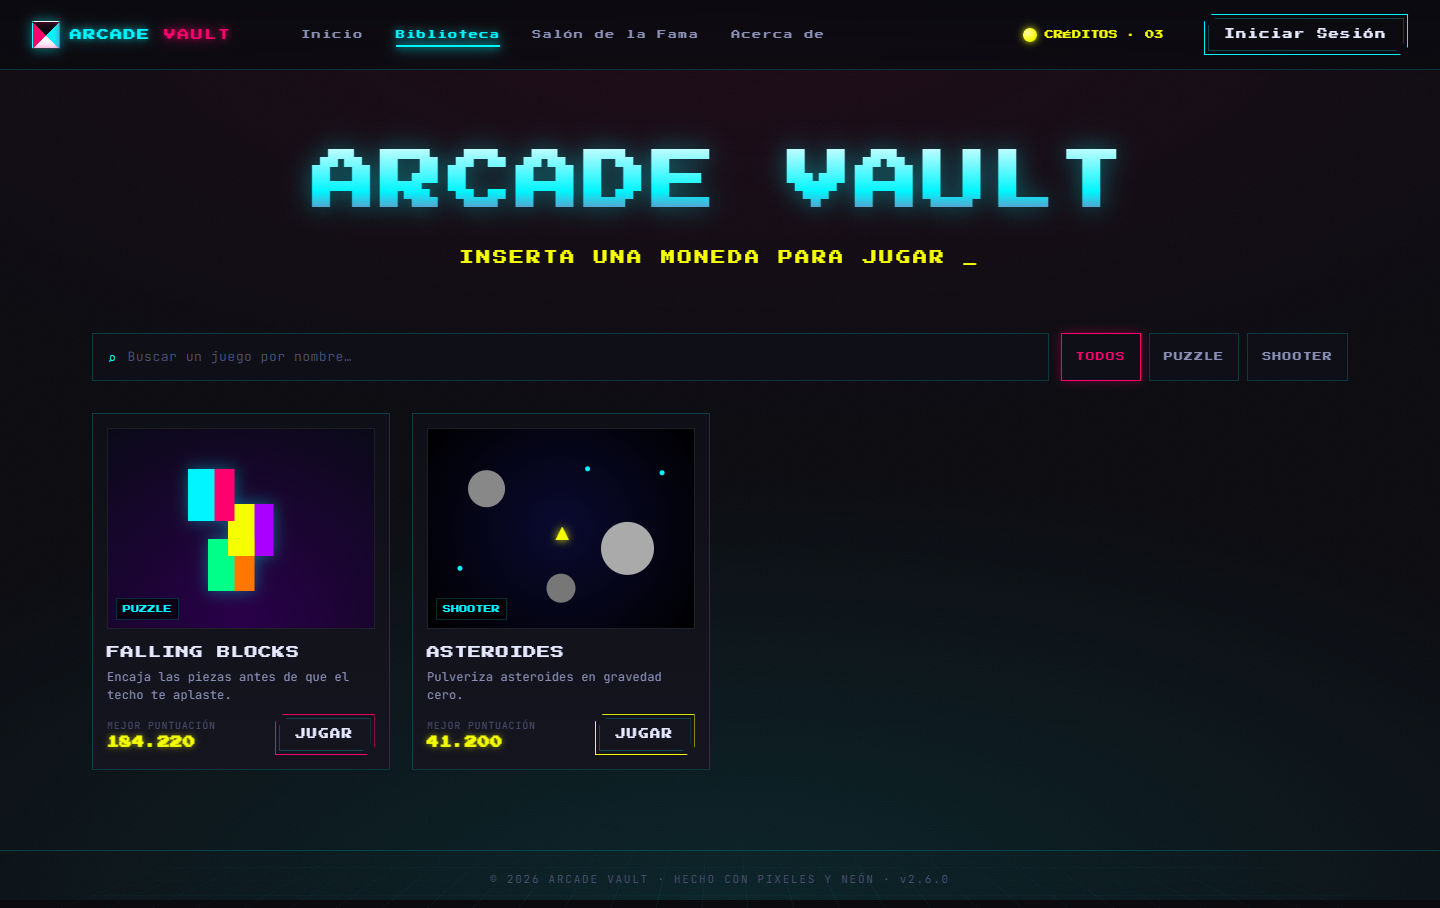 ARCADE VAULT
Inicio
Biblioteca
Salón de la Fama
Acerca de
CRéDITOS · 03
Iniciar Sesión
ARCADE VAULT
INSERTA UNA MONEDA PARA JUGAR _
Buscar un juego por nombre…
TODOS
PUZZLE
SHOOTER
PUZZLE
FALLING BLOCKS
Encaja las piezas antes de que el
techo te aplaste.
MEJOR PUNTUACIÓN
184.220
JUGAR
SHOOTER
ASTEROIDES
Pulveriza asteroides en gravedad
cero.
MEJOR PUNTUACIÓN
41.200
JUGAR
© 2026 ARCADE VAULT · HECHO CON PIXELES Y NEÓN · v2.6.0